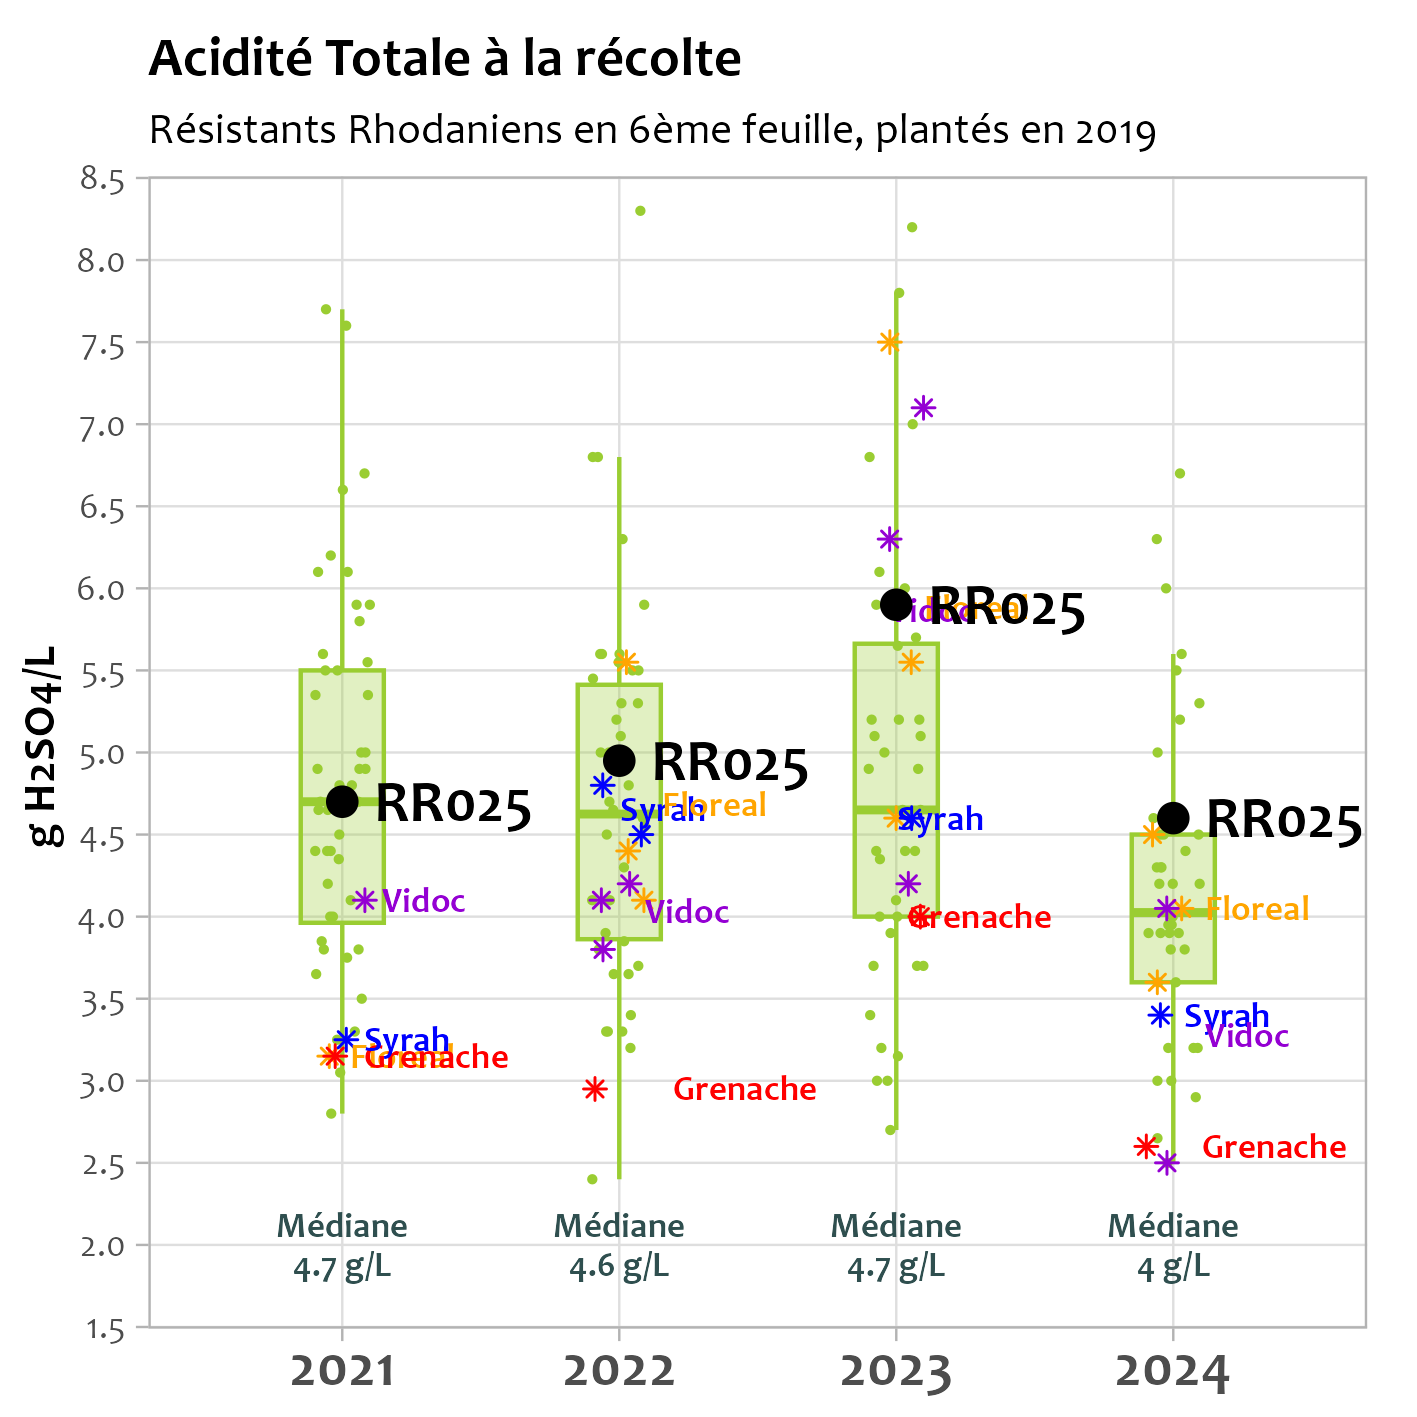 Acidité Totale à la récolte
Résistants Rhodaniens en 6ème feuille, plantés en 2019
g H2SO4/L
8.5
8.0
7.5
7.0
6.5
6.0
5.5
5.0
4.5
4.0
3.5
3.0
2.5
2.0
1.5
RR025
Vidoc
Syrah
Floreal
Grenache
Médiane
4.7 g/L
RR025
Syrah
Floreal
Vidoc
Grenache
Médiane
4.6 g/L
RR025
Vidoc
Floreal
Syrah
Grenache
Médiane
4.7 g/L
RR025
Floreal
Syrah
Vidoc
Grenache
Médiane
4 g/L
2021
2022
2023
2024